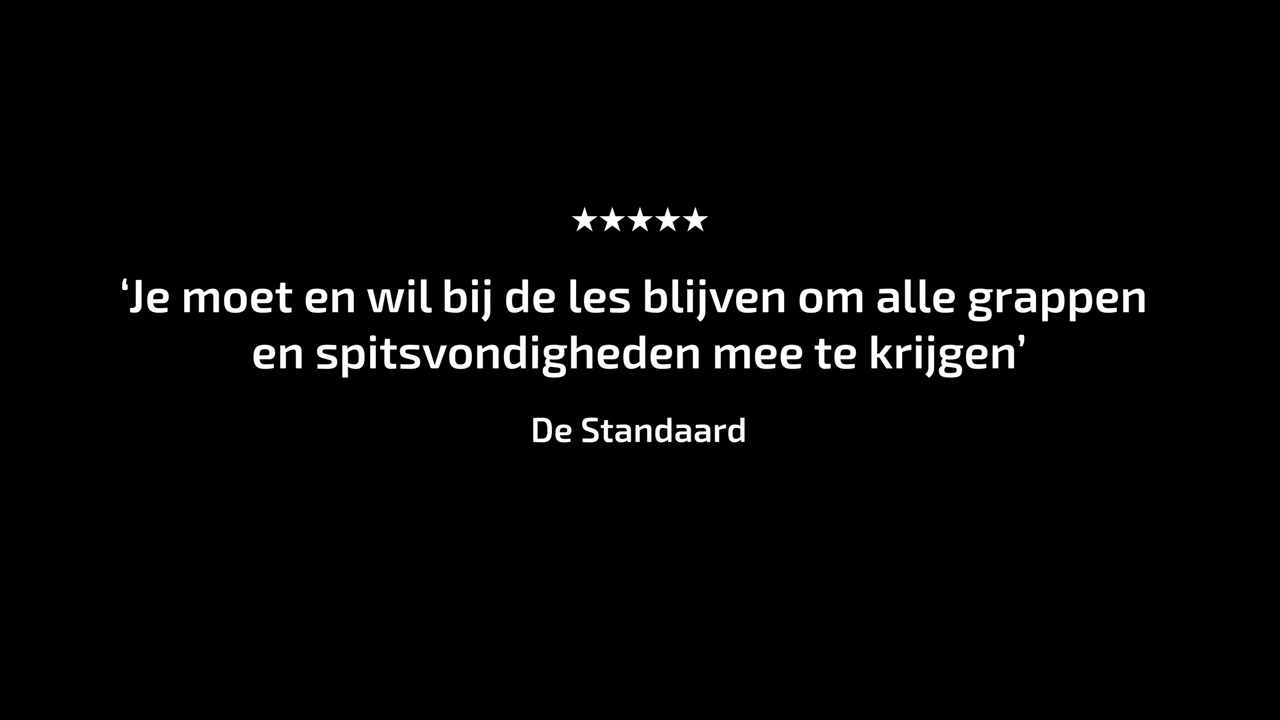 ★★★★★
‘Je moet en wil bij de les blijven om alle grappen
en spitsvondigheden mee te krijgen’
De Standaard